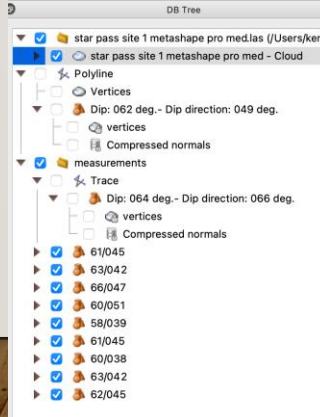 DB Tree
star pass site 1 metashape pro med.las (/Users/ker
star pass site 1 metashape pro med - Cloud
Polyline
Vertices
Dip: 062 deg.- Dip direction: 049 deg.
vertices
Compressed normals
measurements
Trace
Dip: 064 deg.- Dip direction: 066 deg.
vertices
Compressed normals
61/045
63/042
66/047
60/051
58/039
61/045
60/038
63/042
62/045